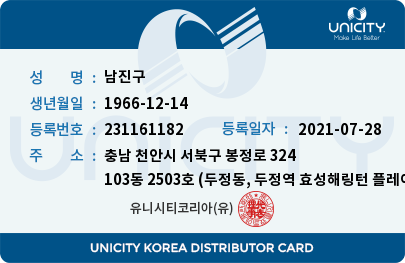 UNICITY
Make Life Better
성 명 : 남진구
생년월일 : 1966-12-14
등록번호 : 231161182 등록일자 : 2021-07-28
주 소 : 충남 천안시 서북구 봉정로 324
103동 2503호 (두정동, 두정역 효성해링턴 플레이
유니시티코리아(유)
UNICITY KOREA DISTRIBUTOR CARD